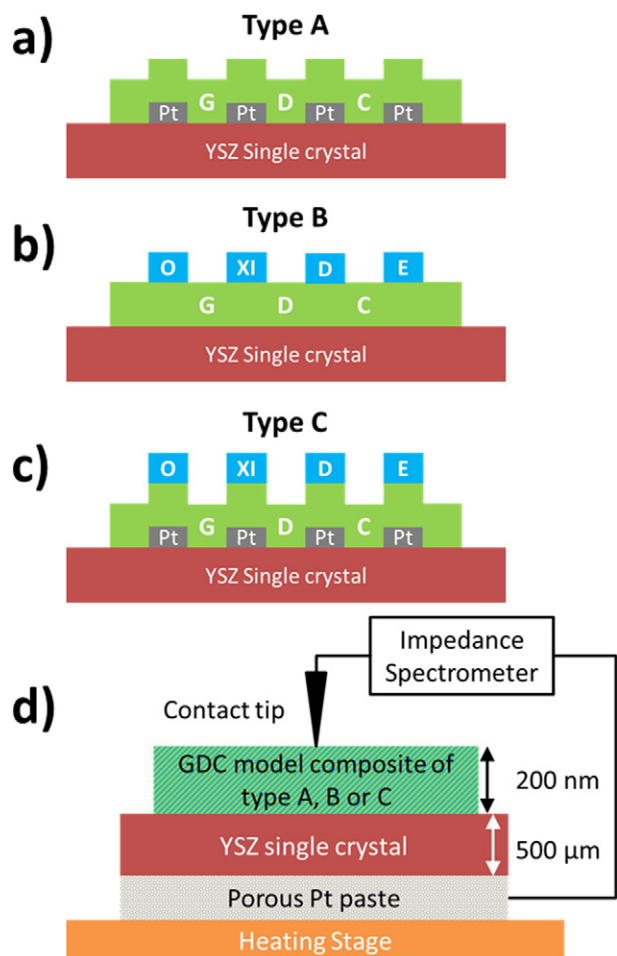 a)
Type A
G D C
Pt Pt Pt Pt
YSZ Single crystal
b)
Type B
O XI D E
G D C
YSZ Single crystal
c)
Type C
O XI D E
G D C
Pt Pt Pt Pt
YSZ Single crystal
d)
Impedance
Spectrometer
Contact tip
GDC model composite of
type A, B or C
200 nm
YSZ single crystal
500 µm
Porous Pt paste
Heating Stage